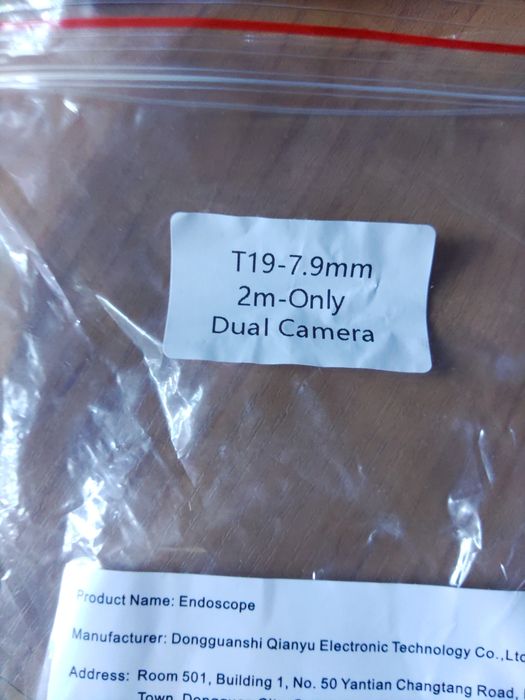 T19-7.9mm
2m-Only
Dual Camera
Product Name: Endoscope
Manufacturer: Dongguanshi Qianyu Electronic Technology Co.,Ltd
Address: Room 501, Building 1, No. 50 Yantian Changtang Road,
Town,